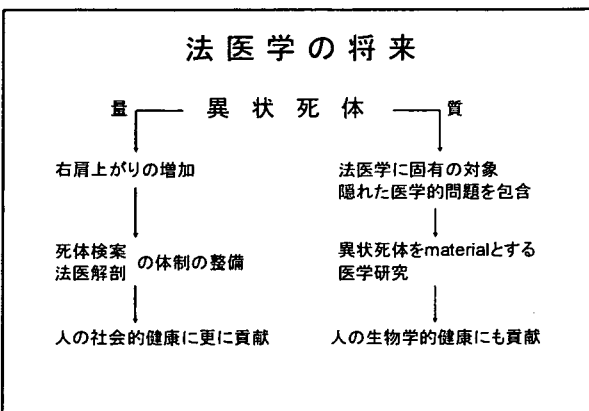 法医学の将来
量 異状死体 質
右肩上がりの増加
法医学に固有の対象
隠れた医学的問題を包含
死体検案
法医解剖 の体制の整備
異状死体をmaterialとする
医学研究
人の社会的健康に更に貢献
人の生物学的健康にも貢献